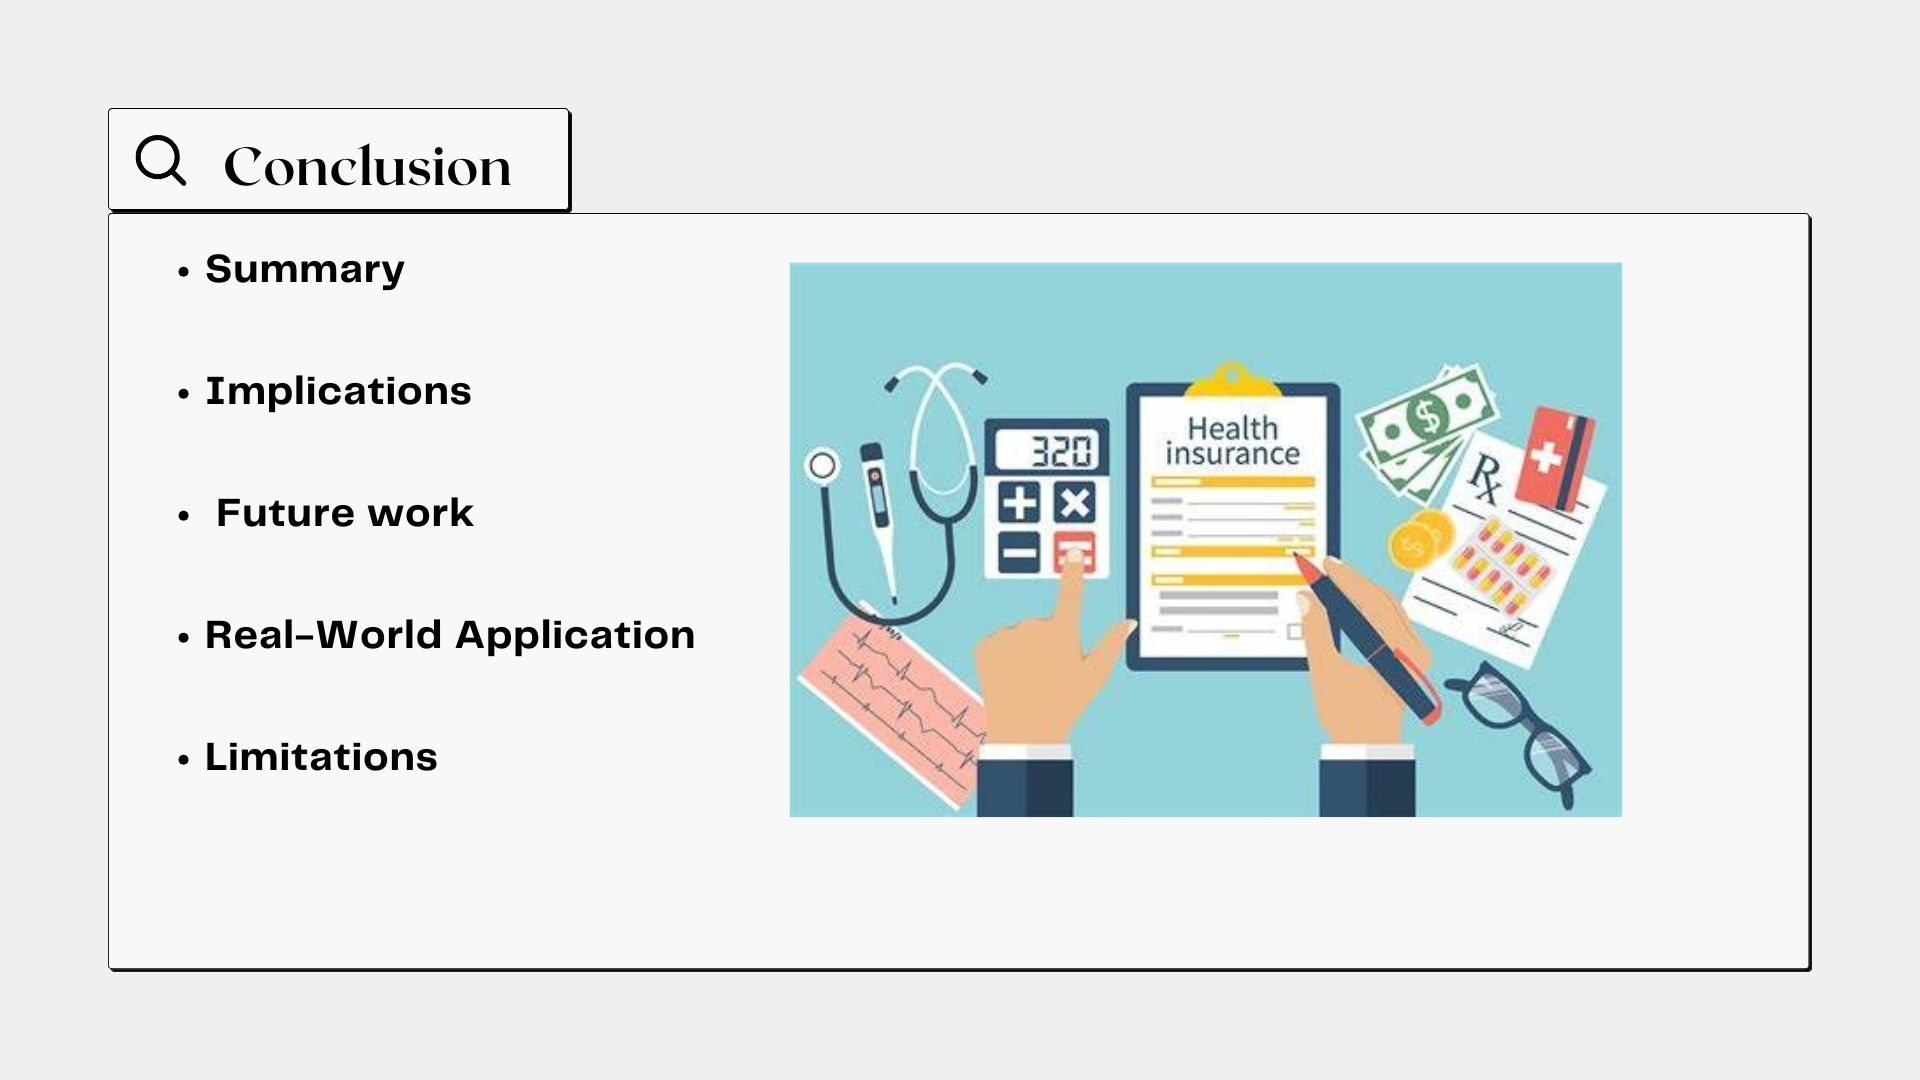 Conclusion
• Summary
• Implications
• Future work
• Real-World Application
• Limitations
320
+ ×
− =
Health
insurance
$
Rx
$